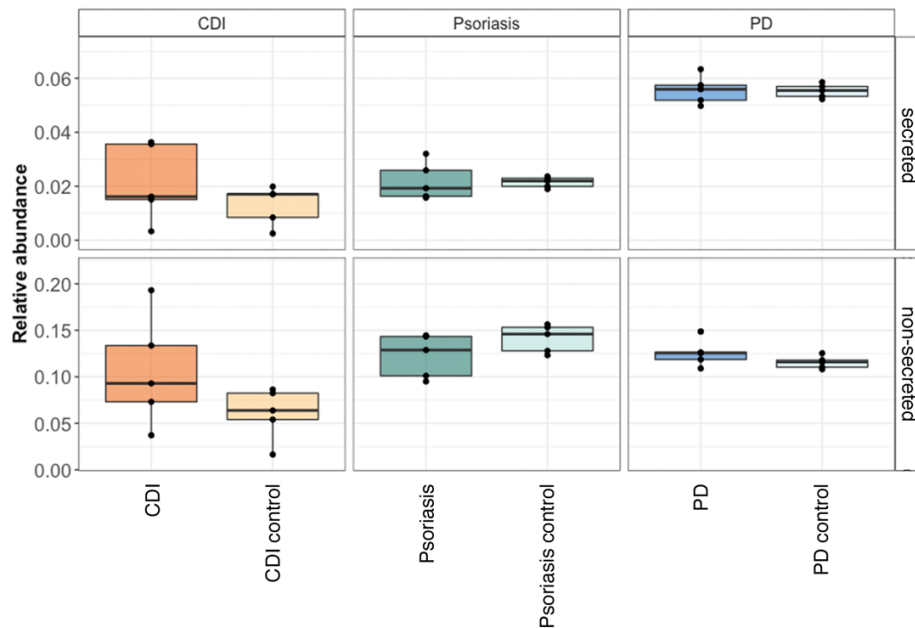 CDI Psoriasis PD
Relative abundance
0.06
0.04
0.02
0.00
secreted
0.20
0.15
0.10
0.05
0.00
non-secreted
CDI
CDI control
Psoriasis
Psoriasis control
PD
PD control